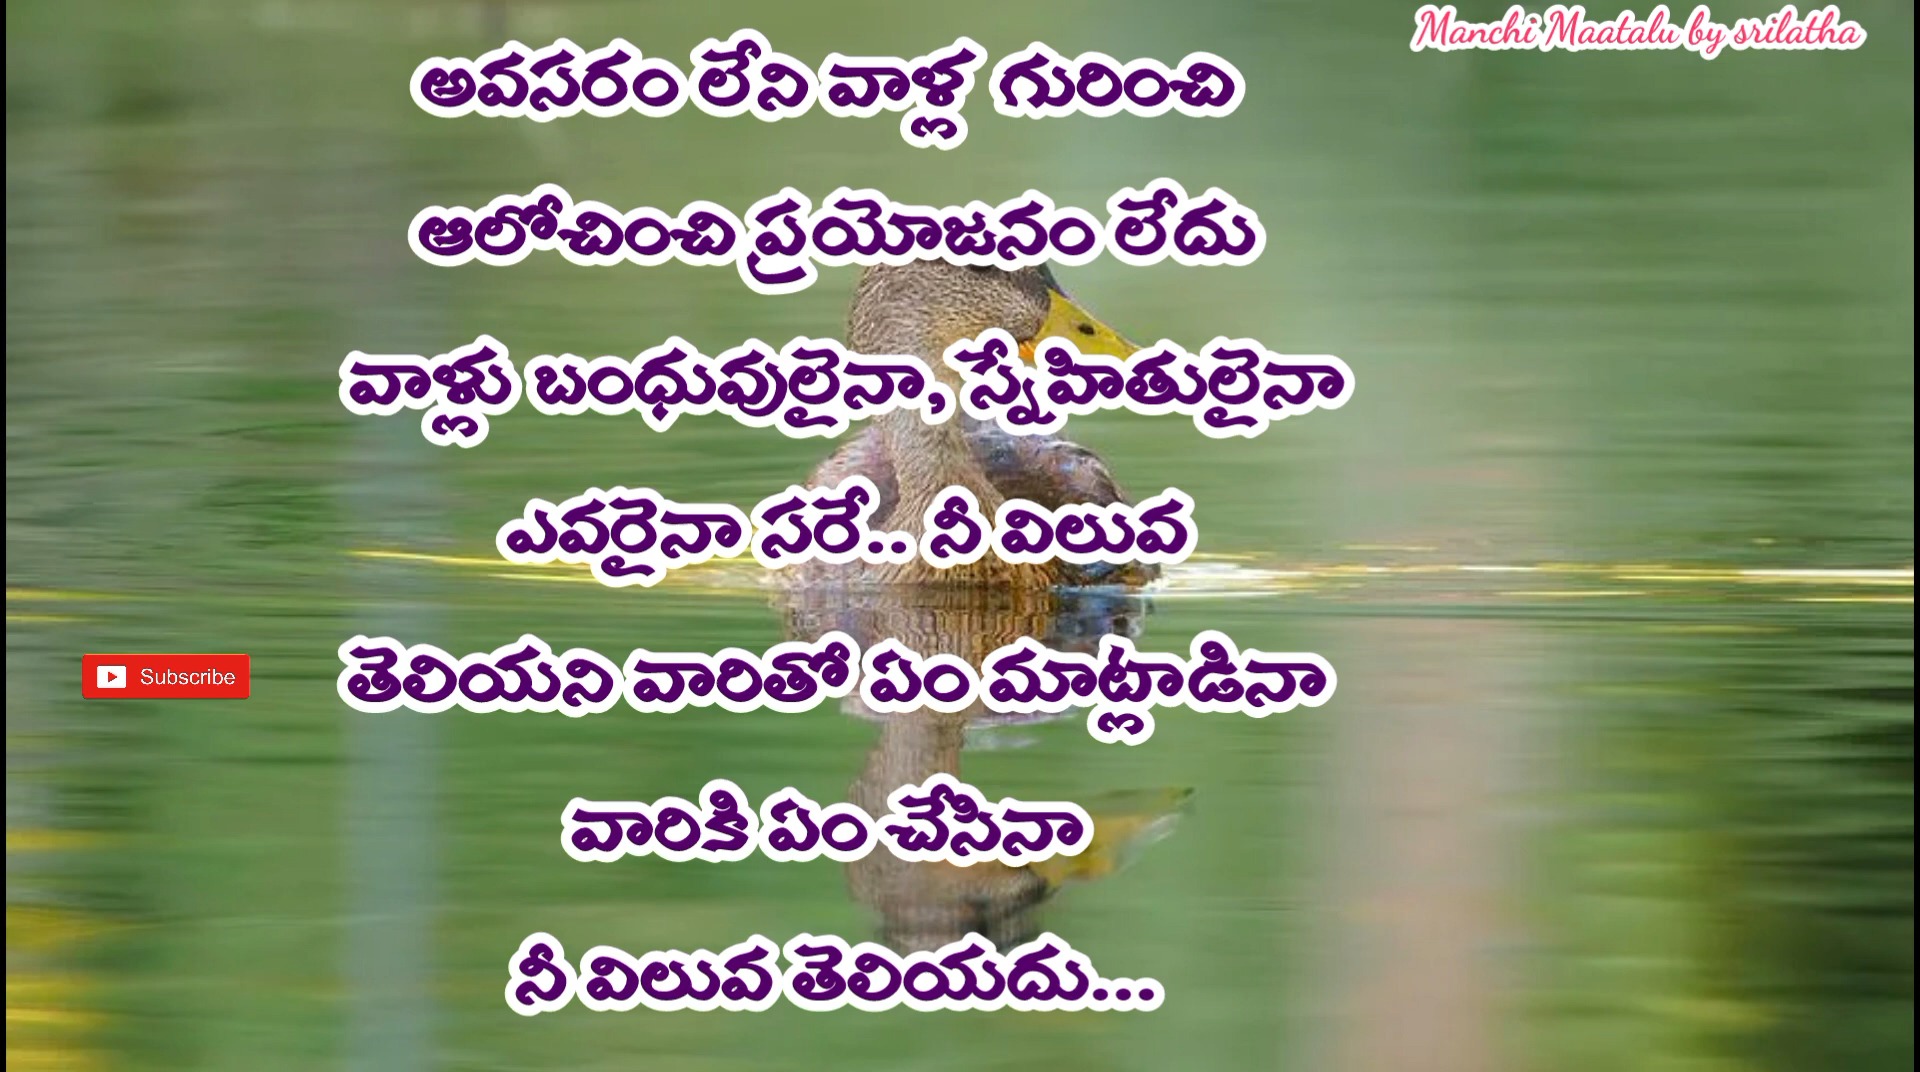 Manchi Maatalu by srilatha
అవసరం లేని వాళ్ల గురించి
ఆలోచించి ప్రయోజనం లేదు
వాళ్లు బంధువులైనా, స్నేహితులైనా
ఎవరైనా సరే.. నీ విలువ
తెలియని వారితో ఏం మాట్లాడినా
Subscribe
వారికి ఏం చేసినా
నీ విలువ తెలియదు...